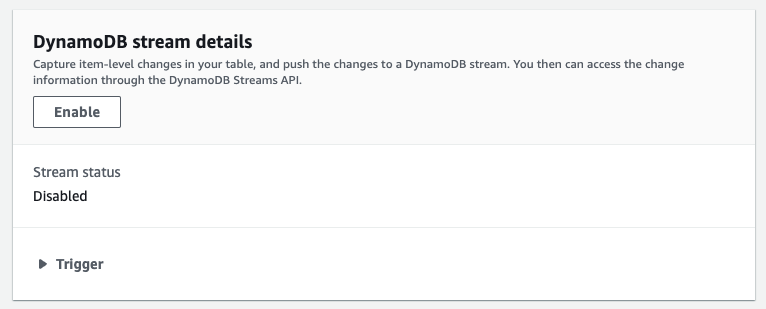 DynamoDB stream details
Capture item-level changes in your table, and push the changes to a DynamoDB stream. You then can access the change
information through the DynamoDB Streams API.
Enable
Stream status
Disabled
Trigger